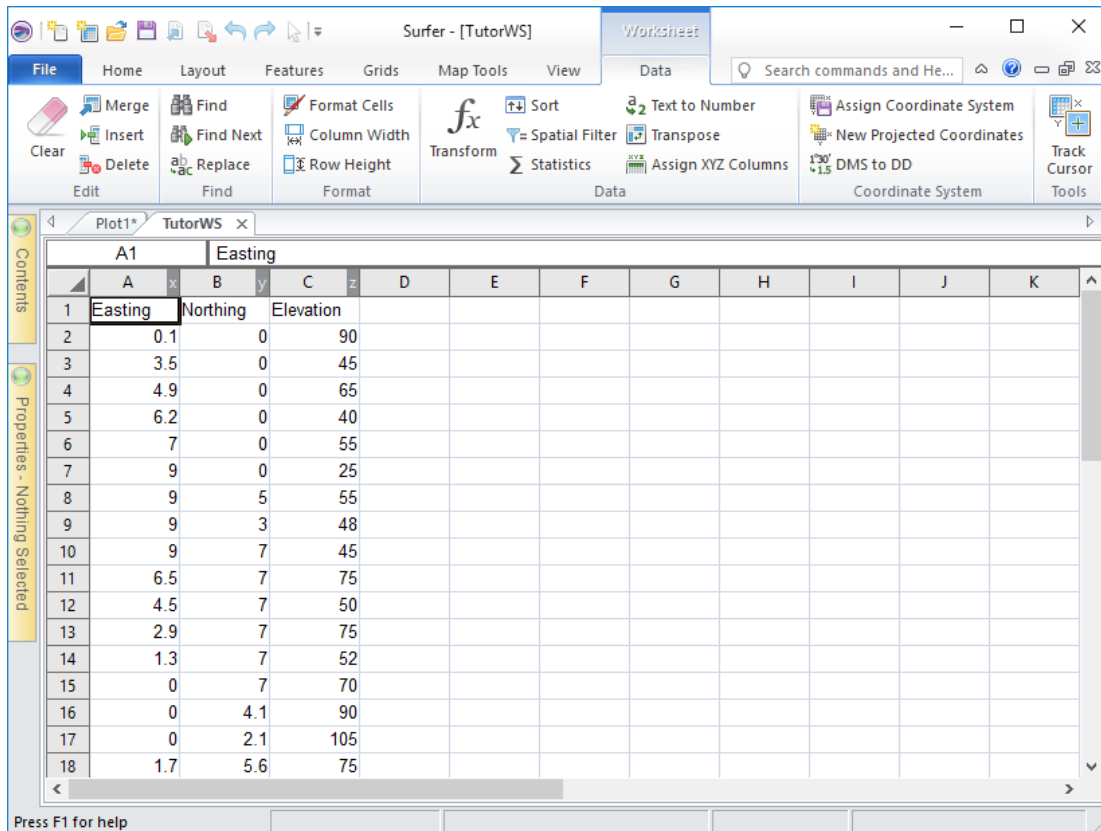 Surfer - [TutorWS] Worksheet
File Home Layout Features Grids Map Tools View Data Search commands and He...
Merge Find Format Cells Sort Text to Number Assign Coordinate System
Clear Insert Find Next Column Width Transform Spatial Filter Transpose New Projected Coordinates Track Cursor
Delete Replace Row Height Statistics Assign XYZ Columns DMS to DD
Edit Find Format Data Coordinate System Tools
Plot1* TutorWS
A1 Easting
A x B y C z D E F G H I J K
1 Easting Northing Elevation
2 0.1 0 90
3 3.5 0 45
4 4.9 0 65
5 6.2 0 40
6 7 0 55
7 9 0 25
8 9 5 55
9 9 3 48
10 9 7 45
11 6.5 7 75
12 4.5 7 50
13 2.9 7 75
14 1.3 7 52
15 0 7 70
16 0 4.1 90
17 0 2.1 105
18 1.7 5.6 75
Contents
Properties - Nothing Selected
Press F1 for help